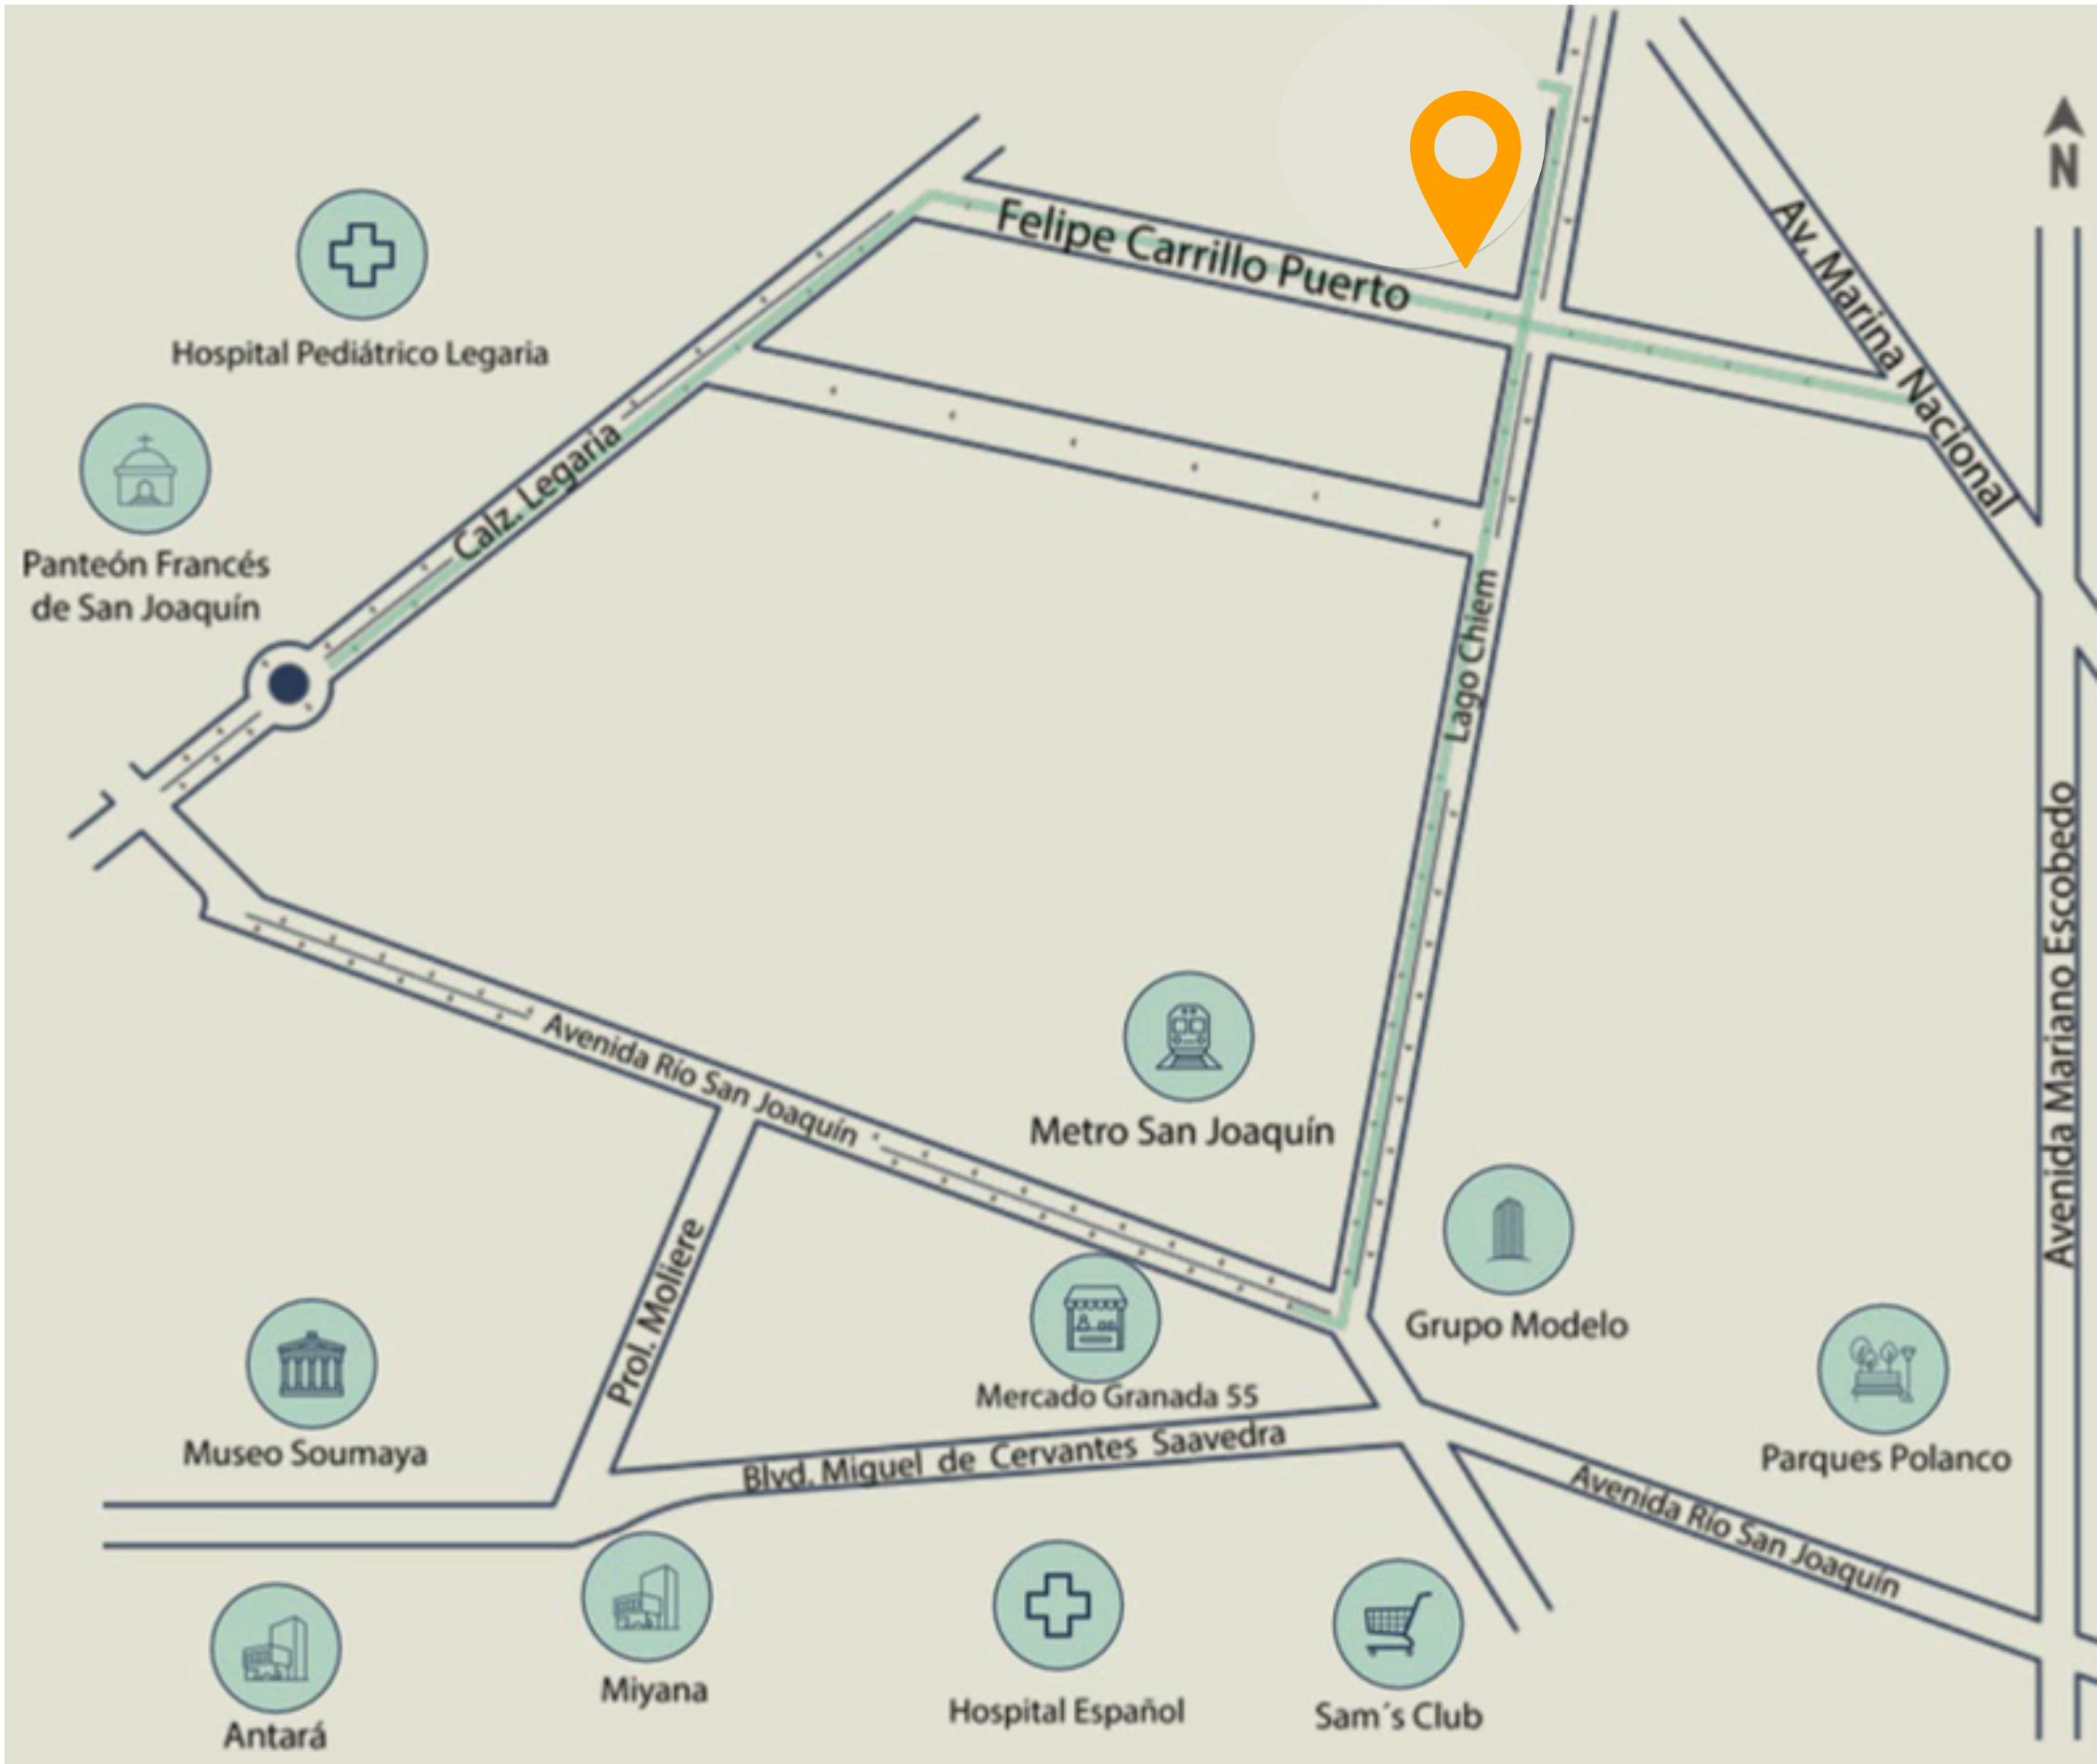 N
Felipe Carrillo Puerto
Av. Marina Nacional
Hospital Pediátrico Legaria
Calz. Legaria
Panteón Francés
de San Joaquín
Lago Chiem
Avenida Mariano Escobedo
Avenida Río San Joaquín
Metro San Joaquín
Prol. Moliere
Grupo Modelo
Mercado Granada 55
Museo Soumaya
Blvd. Miguel de Cervantes Saavedra
Parques Polanco
Avenida Río San Joaquín
Miyana
Hospital Español
Sam´s Club
Antará